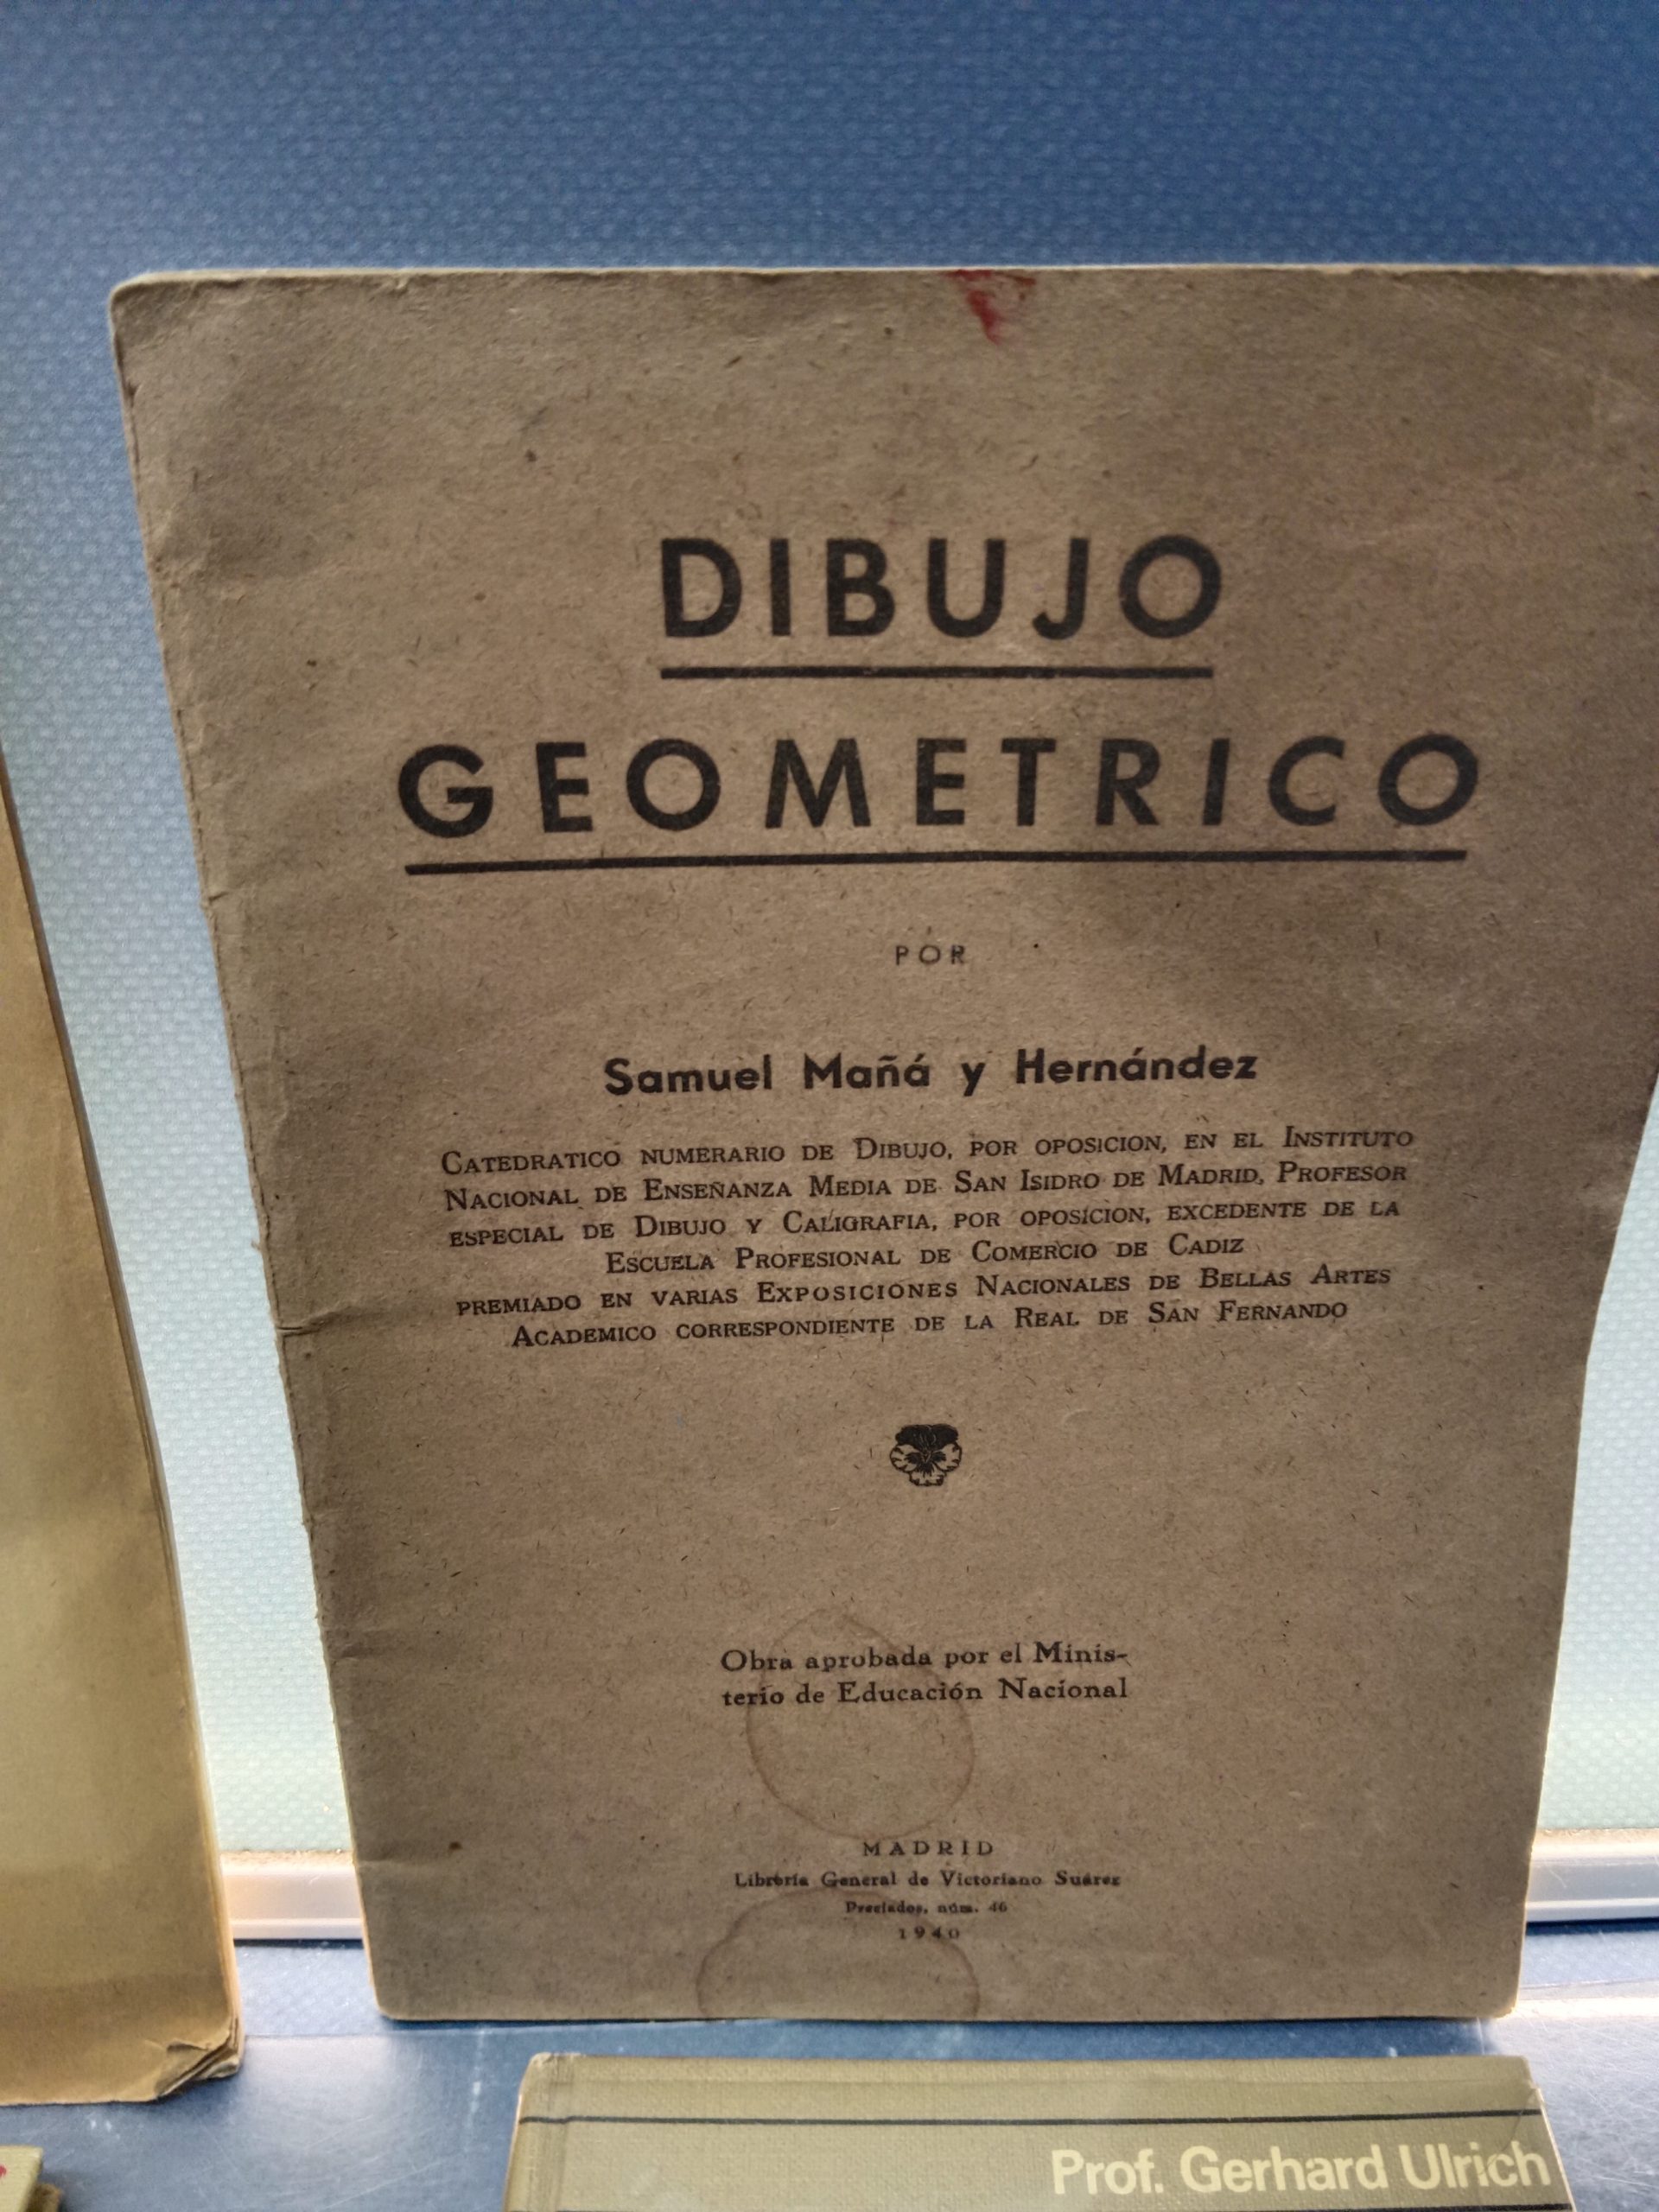 DIBUJO
GEOMETRICO
POR
Samuel Mañá y Hernández
CATEDRATICO NUMERARIO DE DIBUJO, POR OPOSICION, EN EL INSTITUTO
NACIONAL DE ENSEÑANZA MEDIA DE SAN ISIDRO DE MADRID, PROFESOR
ESPECIAL DE DIBUJO Y CALIGRAFIA, POR OPOSICION, EXCEDENTE DE LA
ESCUELA PROFESIONAL DE COMERCIO DE CADIZ
PREMIADO EN VARIAS EXPOSICIONES NACIONALES DE BELLAS ARTES
ACADEMICO CORRESPONDIENTE DE LA REAL DE SAN FERNANDO
Obra aprobada por el Minis-
terio de Educación Nacional
MADRID
Librería General de Victoriano Suárez
Preciados, núm. 46
1940
Prof. Gerhard Ulrich